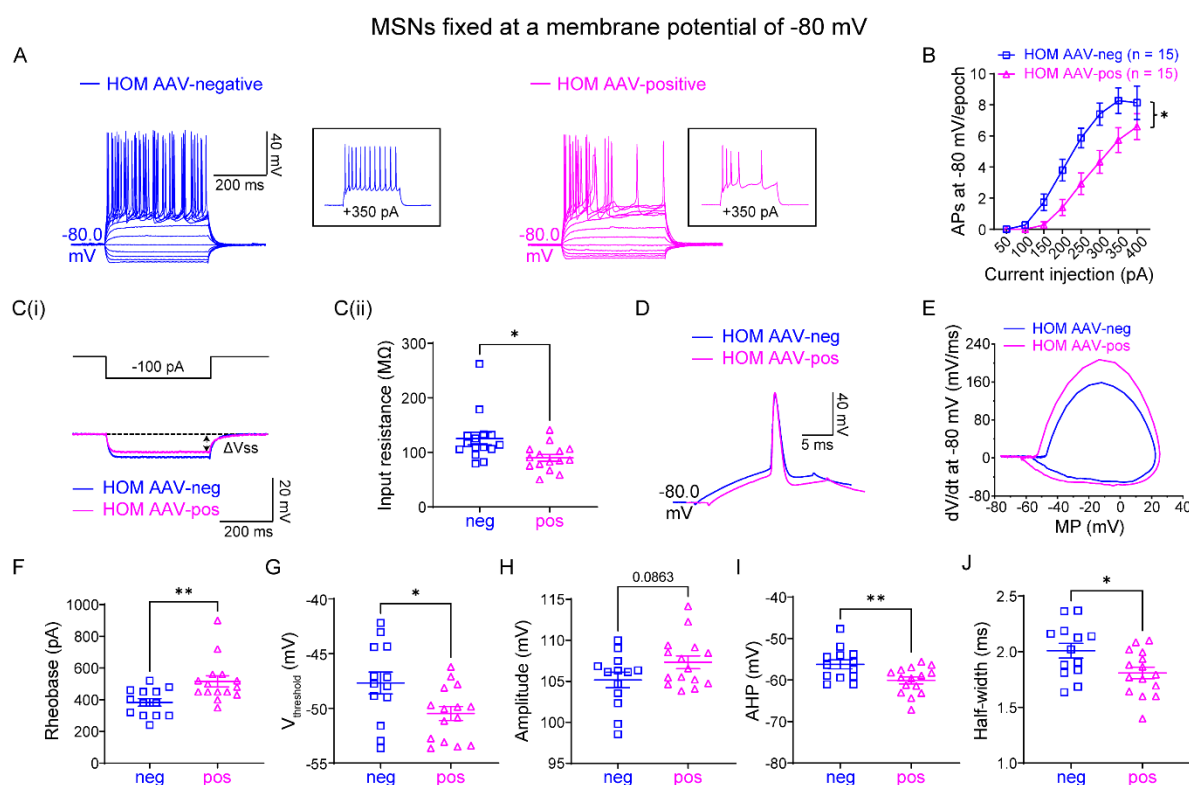 MSNs fixed at a membrane potential of -80 mV
A
HOM AAV-negative
40 mV
200 ms
+350 pA
-80.0
mV
HOM AAV-positive
+350 pA
-80.0
mV
B
HOM AAV-neg (n = 15)
HOM AAV-pos (n = 15)
APs at -80 mV/epoch
10
8
6
4
2
0
*
50
100
150
200
250
300
350
400
Current injection (pA)
C(i)
-100 pA
ΔVss
HOM AAV-neg
HOM AAV-pos
20 mV
200 ms
C(ii)
Input resistance (MΩ)
300
200
100
0
*
neg
pos
D
HOM AAV-neg
HOM AAV-pos
40 mV
5 ms
-80.0
mV
E
HOM AAV-neg
HOM AAV-pos
dV/dt at -80 mV (mV/ms)
240
160
80
0
-80
-80
-60
-40
-20
0
20
40
MP (mV)
F
Rheobase (pA)
1000
800
600
400
200
0
**
neg
pos
G
Vthreshold (mV)
-40
-45
-50
-55
*
neg
pos
H
Amplitude (mV)
115
110
105
100
95
0.0863
neg
pos
I
AHP (mV)
-40
-50
-60
-70
-80
**
neg
pos
J
Half-width (ms)
2.5
2.0
1.5
1.0
*
neg
pos